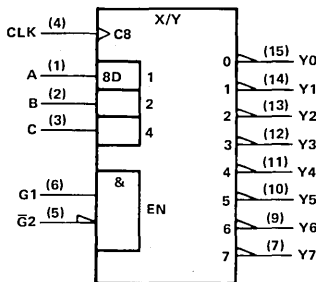 X/Y
CLK (4) C8
A (1) 8D 1
B (2) 2
C (3) 4
G1 (6) & EN
G̅2 (5)
0 (15) Y0
1 (14) Y1
2 (13) Y2
3 (12) Y3
4 (11) Y4
5 (10) Y5
6 (9) Y6
7 (7) Y7